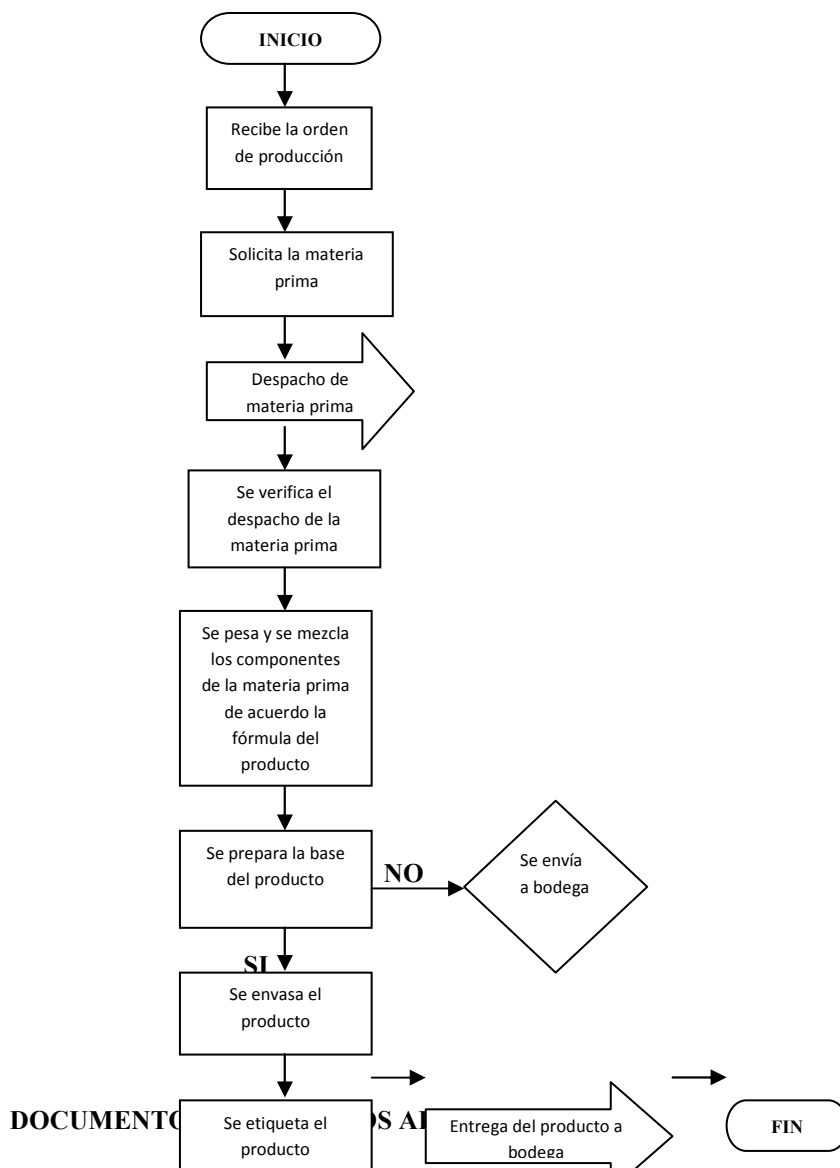 INICIO
Recibe la orden
de producción
Solicita la materia
prima
Despacho de
materia prima
Se verifica el
despacho de la
materia prima
Se pesa y se mezcla
los componentes
de la materia prima
de acuerdo la
fórmula del
producto
Se prepara la base
del producto
NO
Se envía
a bodega
SI
Se envasa el
producto
Se etiqueta el
producto
Entrega del producto a
bodega
FIN